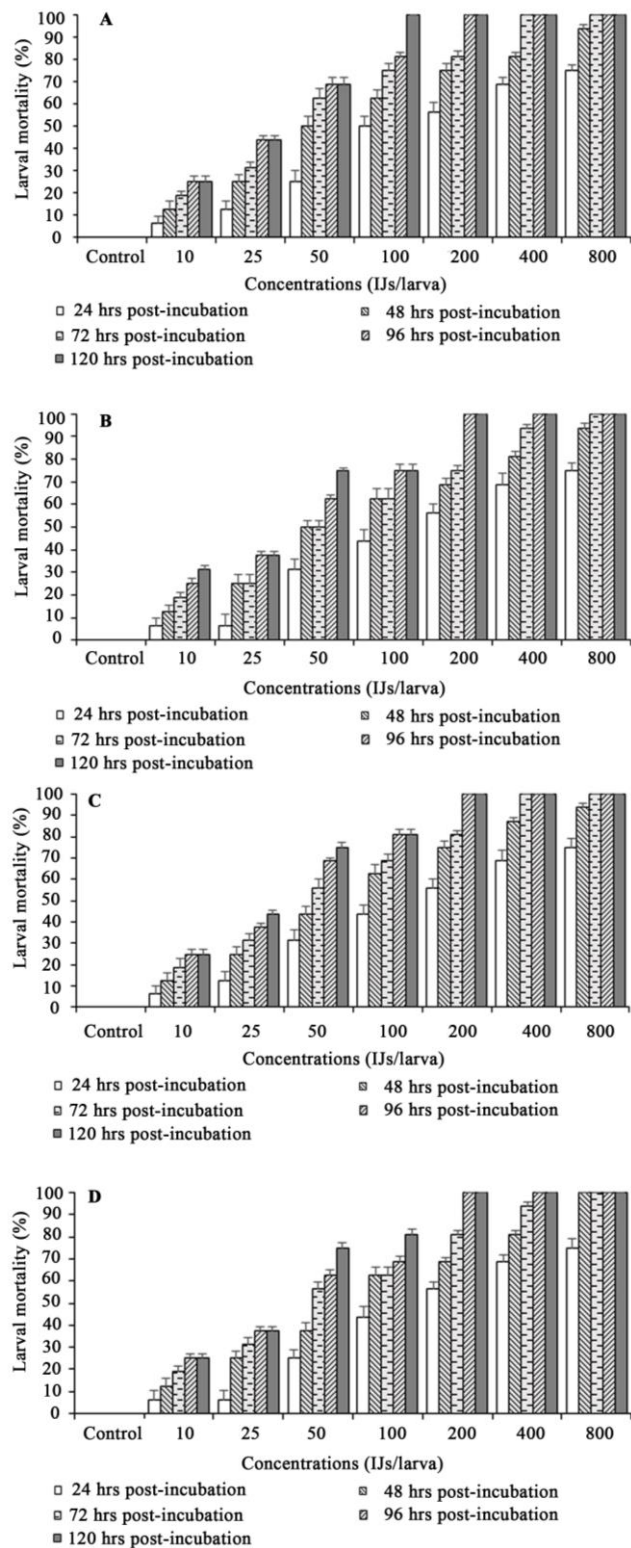 A
Larval mortality (%)
100
90
80
70
60
50
40
30
20
10
0
Control 10 25 50 100 200 400 800
Concentrations (IJs/larva)
24 hrs post-incubation 48 hrs post-incubation
72 hrs post-incubation 96 hrs post-incubation
120 hrs post-incubation
B
Larval mortality (%)
100
90
80
70
60
50
40
30
20
10
0
Control 10 25 50 100 200 400 800
Concentrations (IJs/larva)
24 hrs post-incubation 48 hrs post-incubation
72 hrs post-incubation 96 hrs post-incubation
120 hrs post-incubation
C
Larval mortality (%)
100
90
80
70
60
50
40
30
20
10
0
Control 10 25 50 100 200 400 800
Concentrations (IJs/larva)
24 hrs post-incubation 48 hrs post-incubation
72 hrs post-incubation 96 hrs post-incubation
120 hrs post-incubation
D
Larval mortality (%)
100
90
80
70
60
50
40
30
20
10
0
Control 10 25 50 100 200 400 800
Concentrations (IJs/larva)
24 hrs post-incubation 48 hrs post-incubation
72 hrs post-incubation 96 hrs post-incubation
120 hrs post-incubation